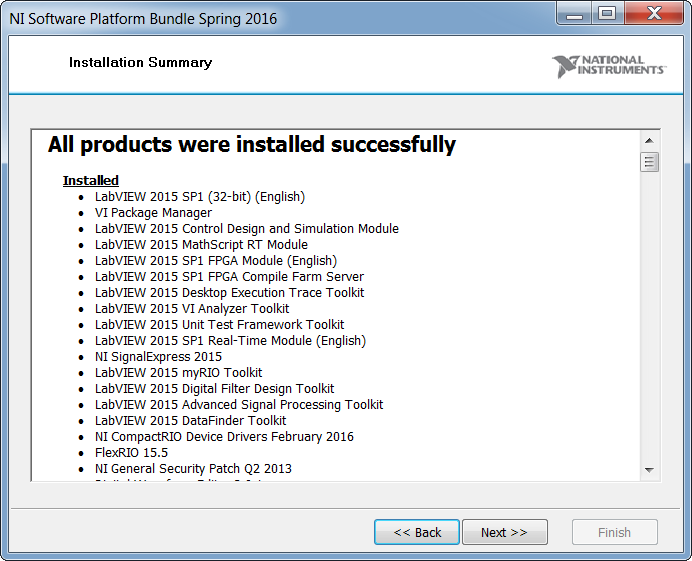 NI Software Platform Bundle Spring 2016
Installation Summary
NATIONAL
INSTRUMENTS™
All products were installed successfully
Installed
LabVIEW 2015 SP1 (32-bit) (English)
VI Package Manager
LabVIEW 2015 Control Design and Simulation Module
LabVIEW 2015 MathScript RT Module
LabVIEW 2015 SP1 FPGA Module (English)
LabVIEW 2015 SP1 FPGA Compile Farm Server
LabVIEW 2015 Desktop Execution Trace Toolkit
LabVIEW 2015 VI Analyzer Toolkit
LabVIEW 2015 Unit Test Framework Toolkit
LabVIEW 2015 SP1 Real-Time Module (English)
NI SignalExpress 2015
LabVIEW 2015 myRIO Toolkit
LabVIEW 2015 Digital Filter Design Toolkit
LabVIEW 2015 Advanced Signal Processing Toolkit
LabVIEW 2015 DataFinder Toolkit
NI CompactRIO Device Drivers February 2016
FlexRIO 15.5
NI General Security Patch Q2 2013
<< Back
Next >>
Finish